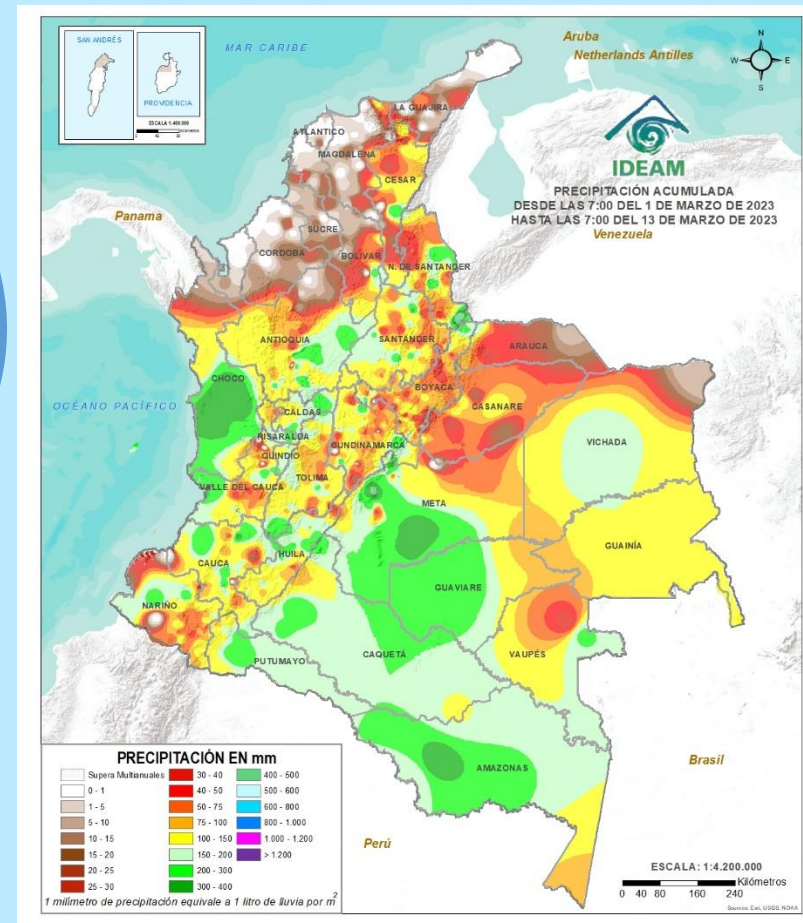 SAN ANDRÉS
PROVIDENCIA
ESCALA 1:400.000
MAR CARIBE
Aruba
Netherlands Antilles
N
W
E
S
IDEAM
PRECIPITACIÓN ACUMULADA
DESDE LAS 7:00 DEL 1 DE MARZO DE 2023
HASTA LAS 7:00 DEL 13 DE MARZO DE 2023
Venezuela
Panama
LA GUAJIRA
ATLANTICO
MAGDALENA
CESAR
SUCRE
CORDOBA
BOLIVAR
N. DE SANTANDER
ANTIOQUIA
SANTANDER
ARAUCA
CHOCO
BOYACA
CASANARE
OCÉANO PACÍFICO
CALDAS
RISARALDA
CUNDINAMARCA
VICHADA
QUINDIO
TOLIMA
VALLE DEL CAUCA
META
GUAINÍA
CAUCA
HUILA
GUAVIARE
NARIÑO
CAQUETÁ
VAUPÉS
PUTUMAYO
AMAZONAS
Brasil
Perú
PRECIPITACIÓN EN mm
Supera Multianuales
0 - 1
1 - 5
5 - 10
10 - 15
15 - 20
20 - 25
25 - 30
30 - 40
40 - 50
50 - 75
75 - 100
100 - 150
150 - 200
200 - 300
300 - 400
400 - 500
500 - 600
600 - 800
800 - 1.000
1.000 - 1.200
> 1.200
1 milímetro de precipitación equivale a 1 litro de lluvia por m2
ESCALA: 1:4.200.000
Kilómetros
0 40 80 160 240
Sources: Esri, USGS, NOAA